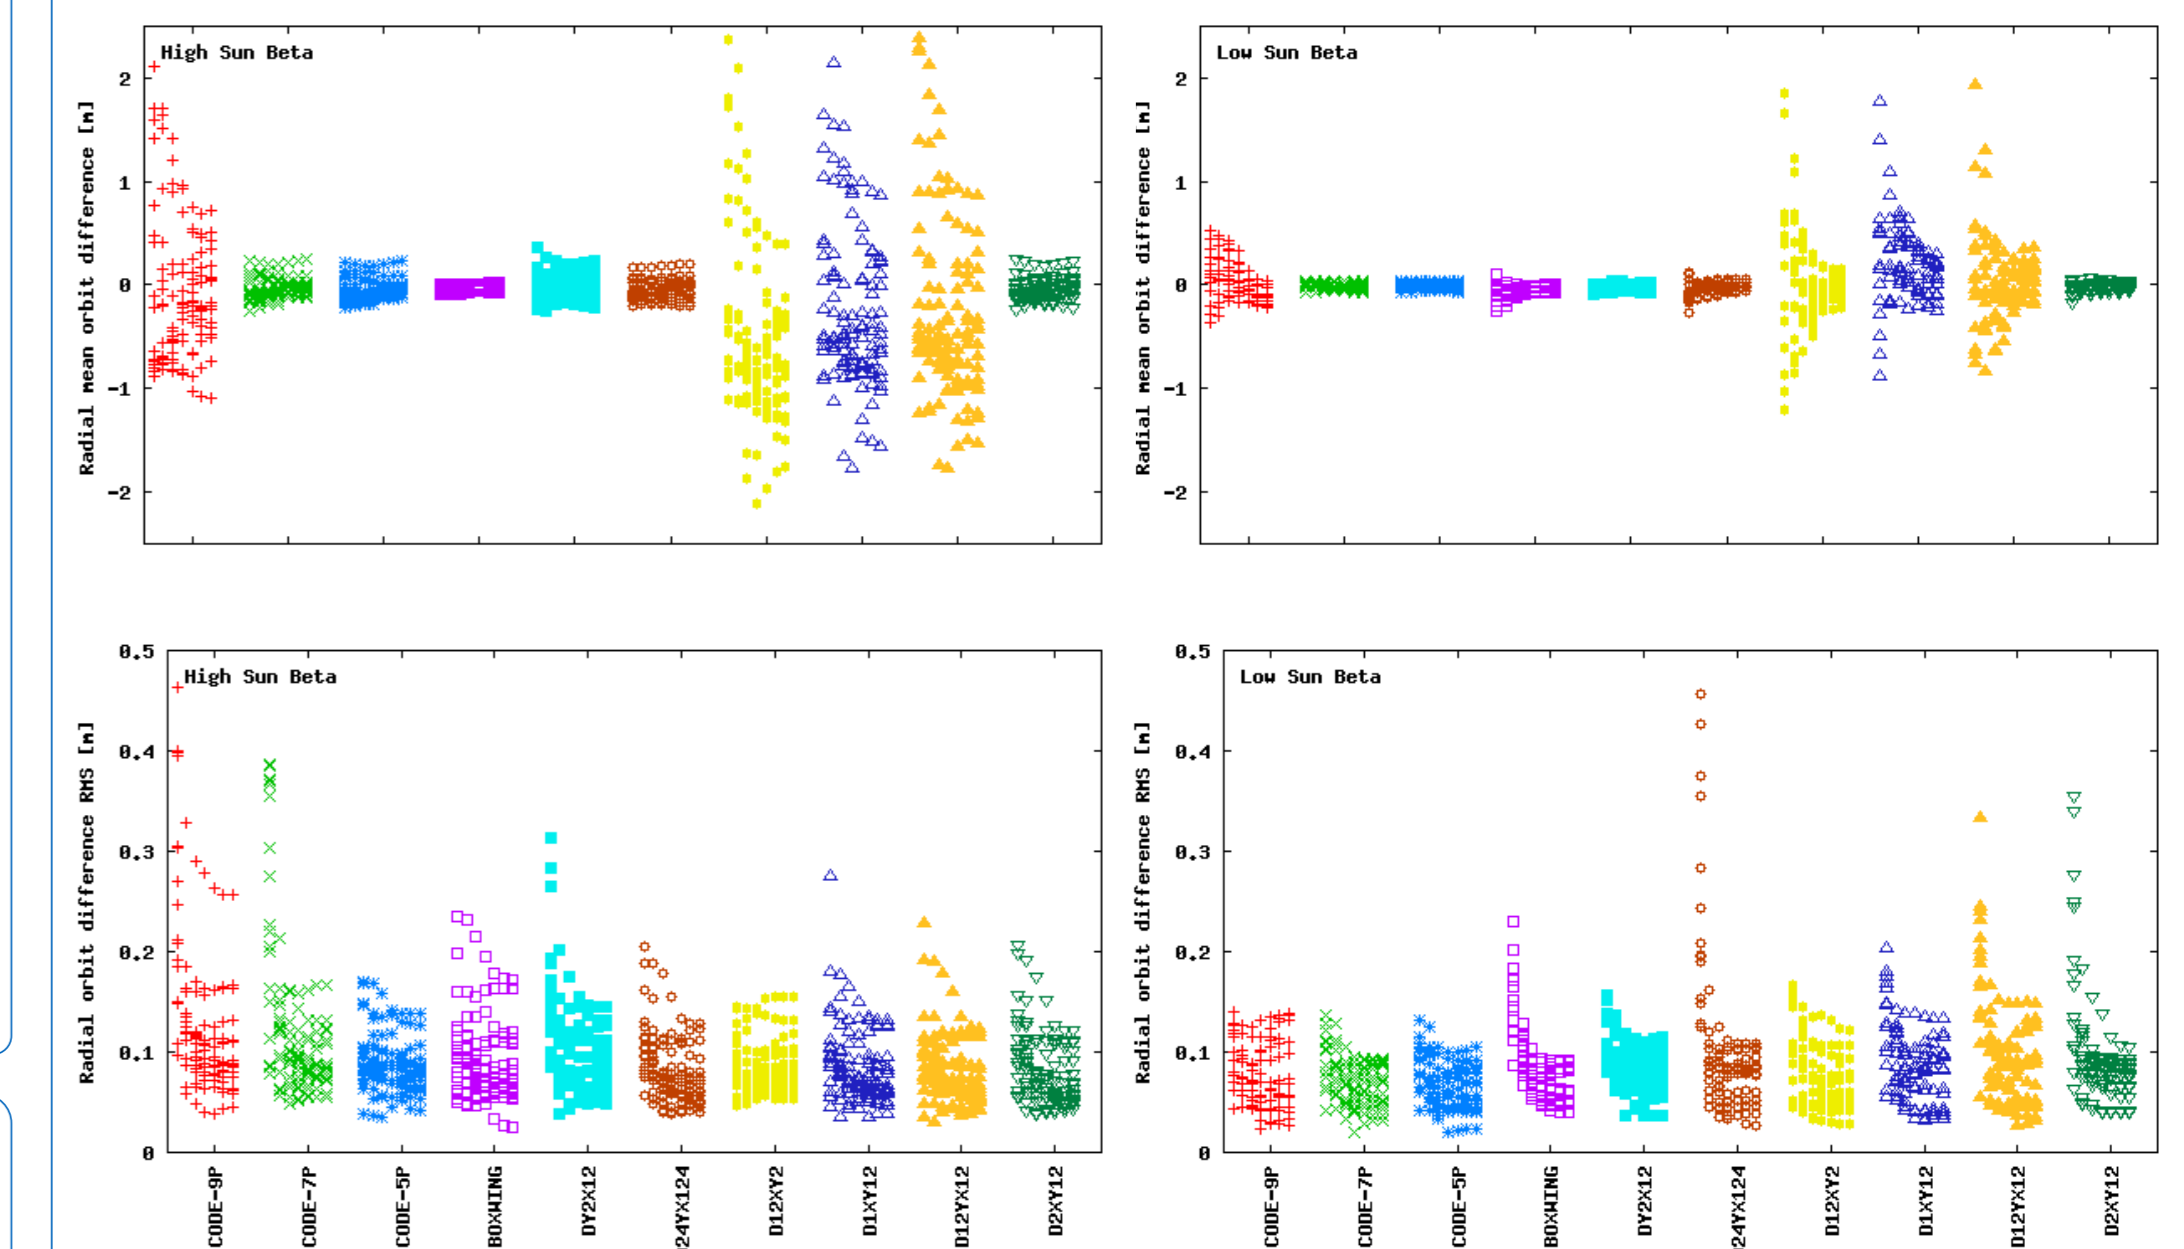 High Sun Beta
Radial mean orbit difference [m]
2
1
0
-1
-2
Low Sun Beta
Radial mean orbit difference [m]
2
1
0
-1
-2
High Sun Beta
Radial orbit difference RMS [m]
0.5
0.4
0.3
0.2
0.1
0
CODE-9P
CODE-7P
CODE-5P
BOXWING
DY2X12
24YX124
D12XY2
D1XY12
D12YX12
D2XY12
Low Sun Beta
Radial orbit difference RMS [m]
0.5
0.4
0.3
0.2
0.1
0
CODE-9P
CODE-7P
CODE-5P
BOXWING
DY2X12
24YX124
D12XY2
D1XY12
D12YX12
D2XY12